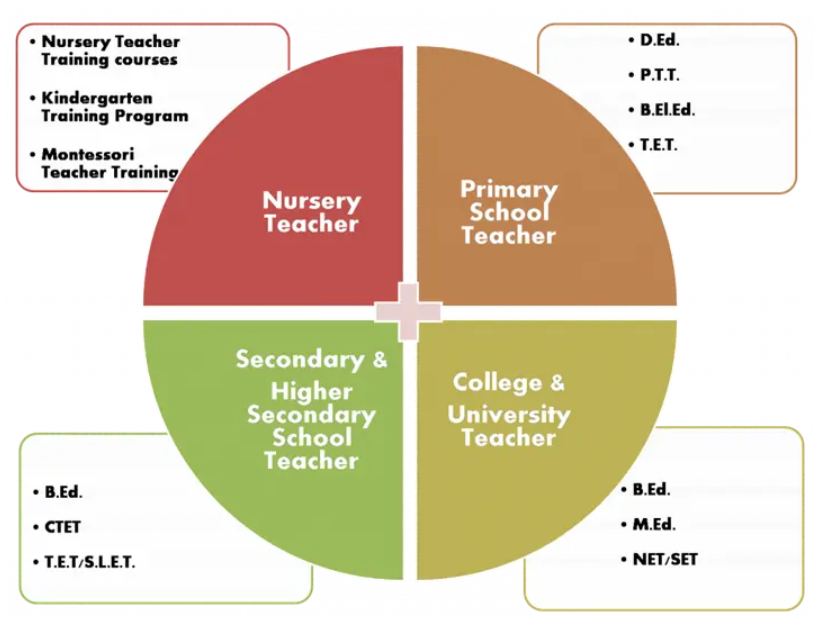 • Nursery Teacher
Training courses
• Kindergarten
Training Program
• Montessori
Teacher Training
Nursery
Teacher
• D.Ed.
• P.T.T.
• B.El.Ed.
• T.E.T.
Primary
School
Teacher
Secondary &
Higher
Secondary
School
Teacher
• B.Ed.
• CTET
• T.E.T/S.L.E.T.
College &
University
Teacher
• B.Ed.
• M.Ed.
• NET/SET